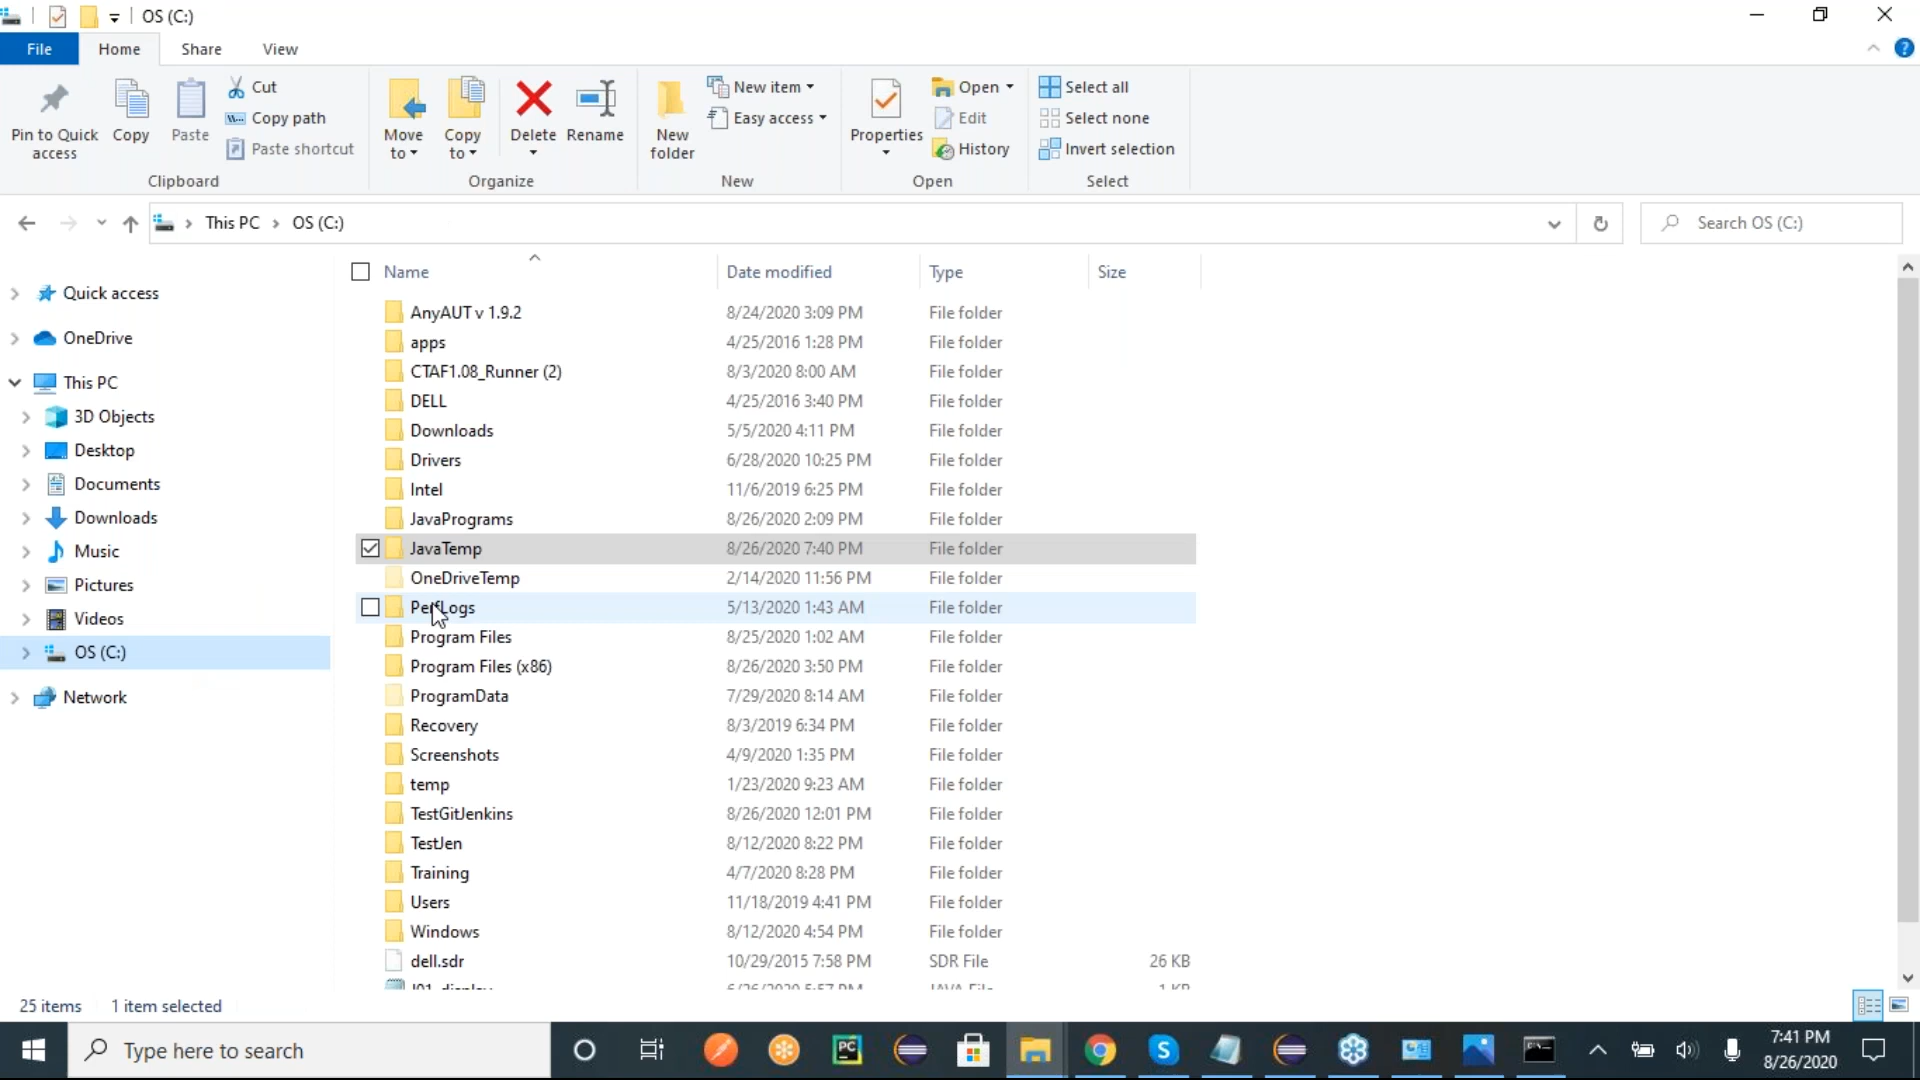 OS (C:)
File Home Share View
Pin to Quick access
Copy
Paste
Cut
Copy path
Paste shortcut
Clipboard
Move to
Copy to
Delete
Rename
Organize
New folder
New item
Easy access
New
Properties
Open
Edit
History
Open
Select all
Select none
Invert selection
Select
This PC > OS (C:)
Search OS (C:)
Quick access
OneDrive
This PC
3D Objects
Desktop
Documents
Downloads
Music
Pictures
Videos
OS (C:)
Network
Name Date modified Type Size
AnyAUT v 1.9.2 8/24/2020 3:09 PM File folder
apps 4/25/2016 1:28 PM File folder
CTAF1.08_Runner (2) 8/3/2020 8:00 AM File folder
DELL 4/25/2016 3:40 PM File folder
Downloads 5/5/2020 4:11 PM File folder
Drivers 6/28/2020 10:25 PM File folder
Intel 11/6/2019 6:25 PM File folder
JavaPrograms 8/26/2020 2:09 PM File folder
JavaTemp 8/26/2020 7:40 PM File folder
OneDriveTemp 2/14/2020 11:56 PM File folder
PerfLogs 5/13/2020 1:43 AM File folder
Program Files 8/25/2020 1:02 AM File folder
Program Files (x86) 8/26/2020 3:50 PM File folder
ProgramData 7/29/2020 8:14 AM File folder
Recovery 8/3/2019 6:34 PM File folder
Screenshots 4/9/2020 1:35 PM File folder
temp 1/23/2020 9:23 AM File folder
TestGitJenkins 8/26/2020 12:01 PM File folder
TestJen 8/12/2020 8:22 PM File folder
Training 4/7/2020 8:28 PM File folder
Users 11/18/2019 4:41 PM File folder
Windows 8/12/2020 4:54 PM File folder
dell.sdr 10/29/2015 7:58 PM SDR File 26 KB
25 items 1 item selected
Type here to search
7:41 PM
8/26/2020